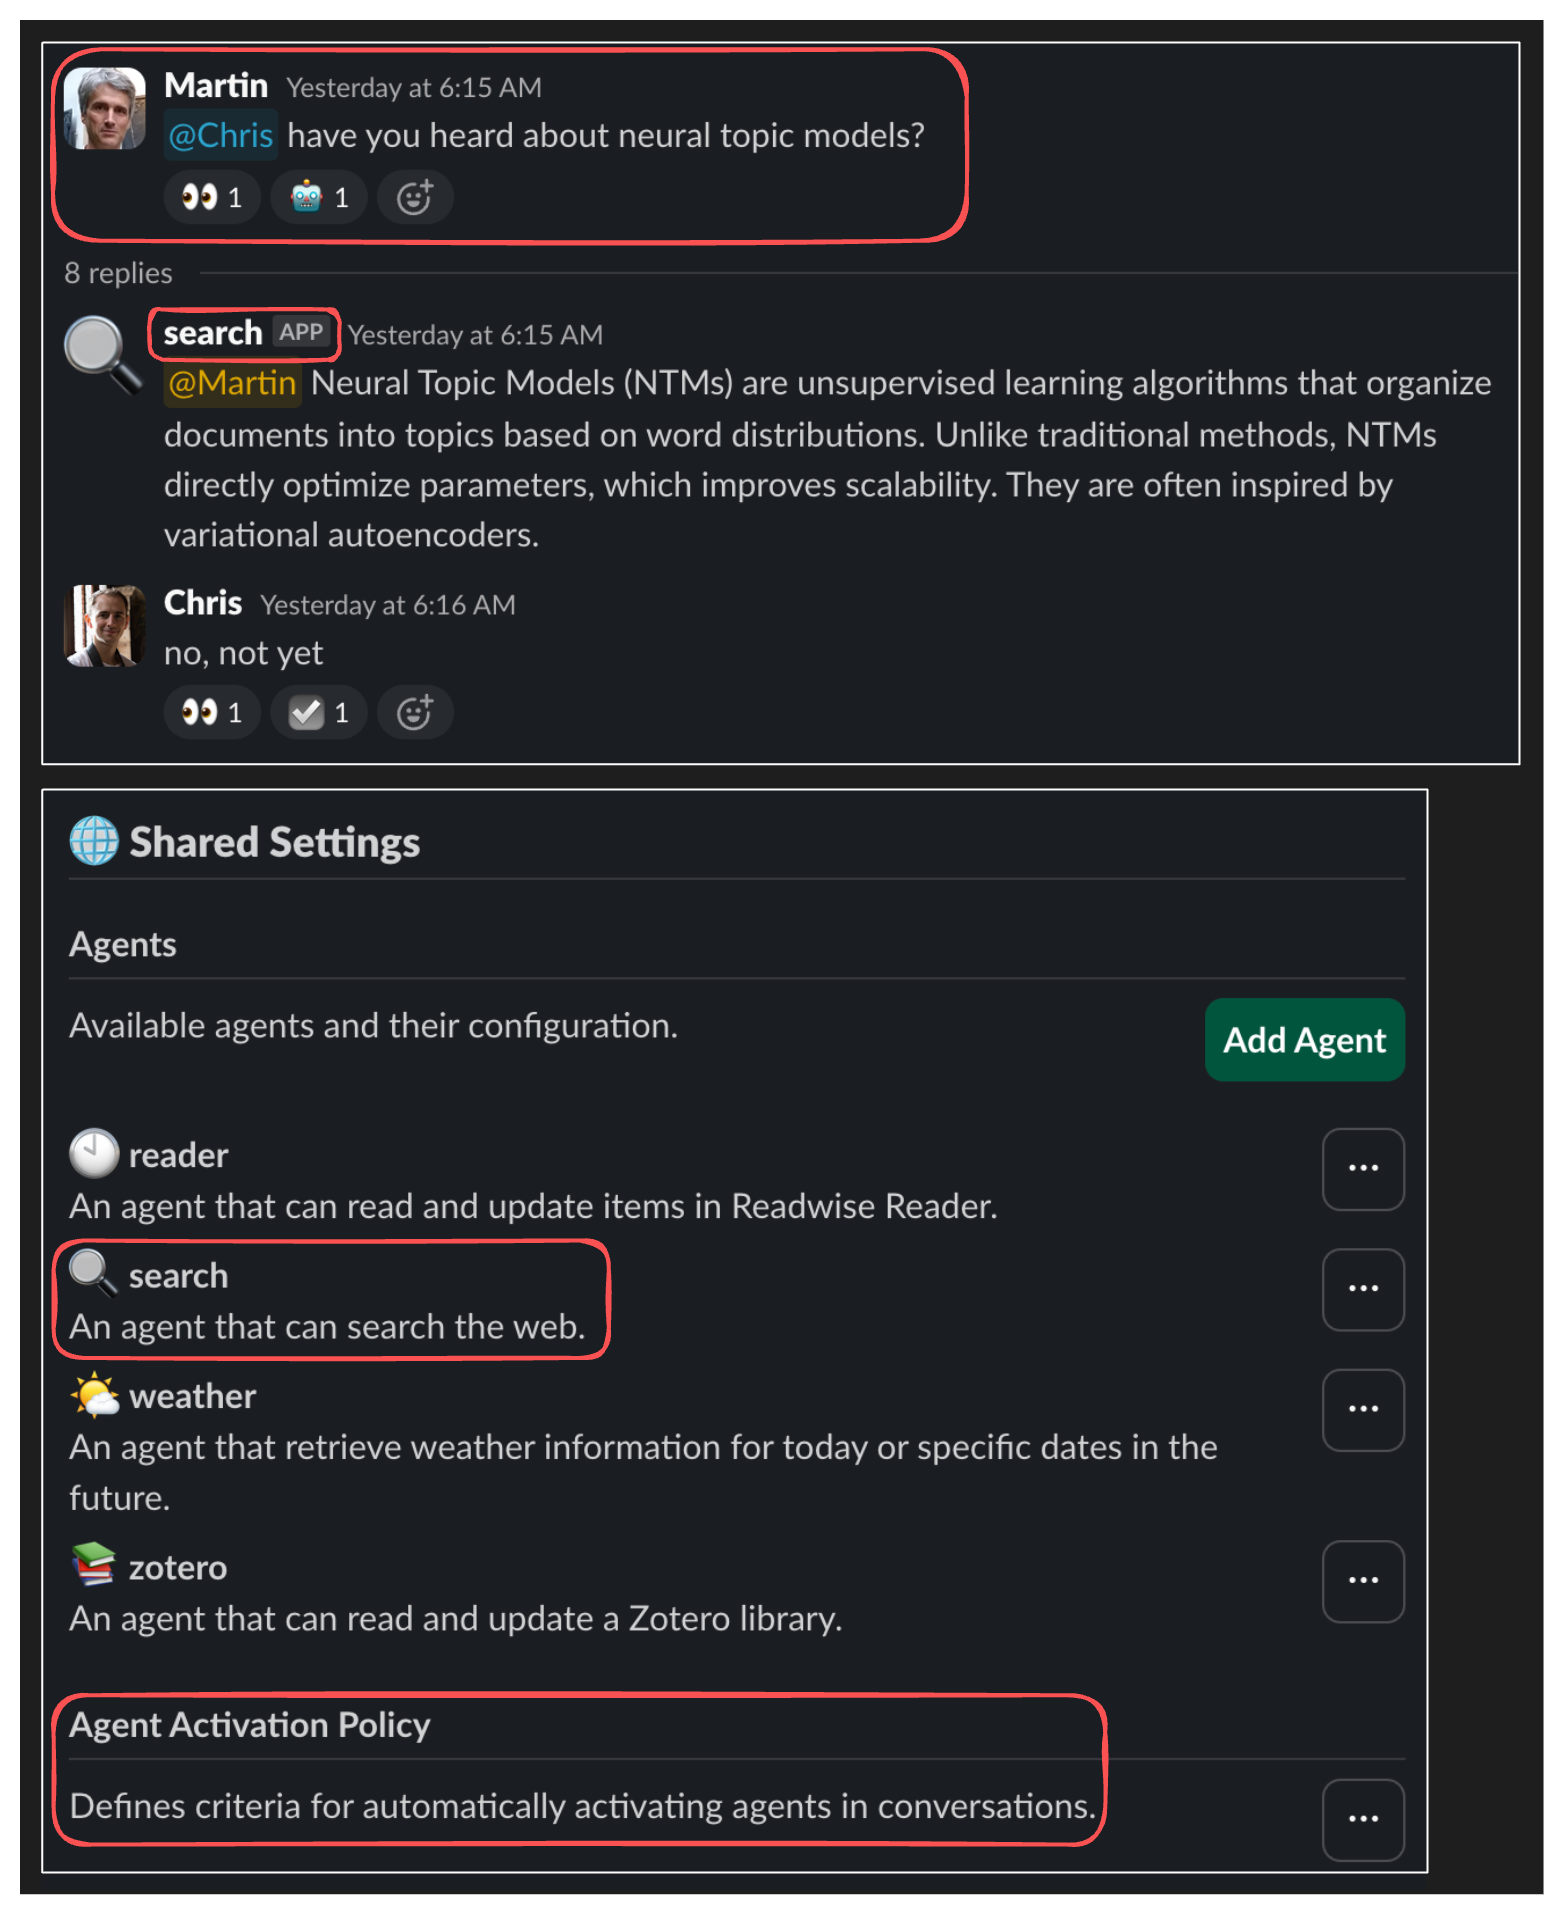 Martin Yesterday at 6:15 AM
@Chris have you heard about neural topic models?
1 1
8 replies
search APP Yesterday at 6:15 AM
@Martin Neural Topic Models (NTMs) are unsupervised learning algorithms that organize
documents into topics based on word distributions. Unlike traditional methods, NTMs
directly optimize parameters, which improves scalability. They are often inspired by
variational autoencoders.
Chris Yesterday at 6:16 AM
no, not yet
1 1
Shared Settings
Agents
Available agents and their configuration.
Add Agent
reader
...
An agent that can read and update items in Readwise Reader.
search
...
An agent that can search the web.
weather
...
An agent that retrieve weather information for today or specific dates in the
future.
zotero
...
An agent that can read and update a Zotero library.
Agent Activation Policy
Defines criteria for automatically activating agents in conversations.
...